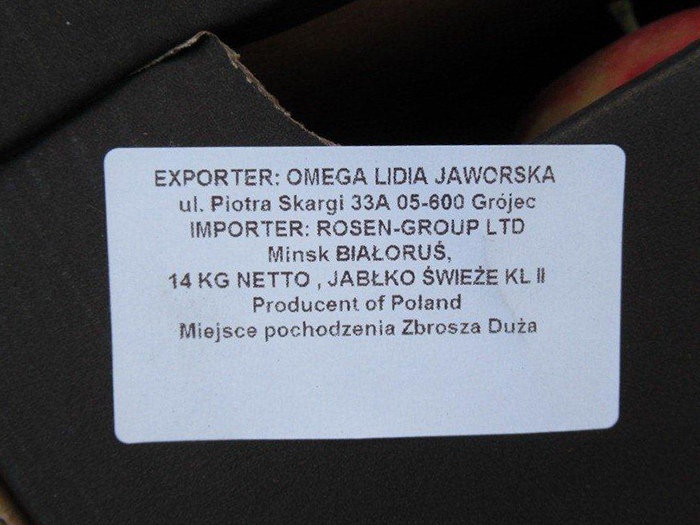 EXPORTER: OMEGA LIDIA JAWORSKA
ul. Piotra Skargi 33A 05-600 Grójec
IMPORTER: ROSEN-GROUP LTD
Minsk BIAŁORUŚ,
14 KG NETTO , JABŁKO ŚWIEŻE KL II
Producent of Poland
Miejsce pochodzenia Zbrosza Duża